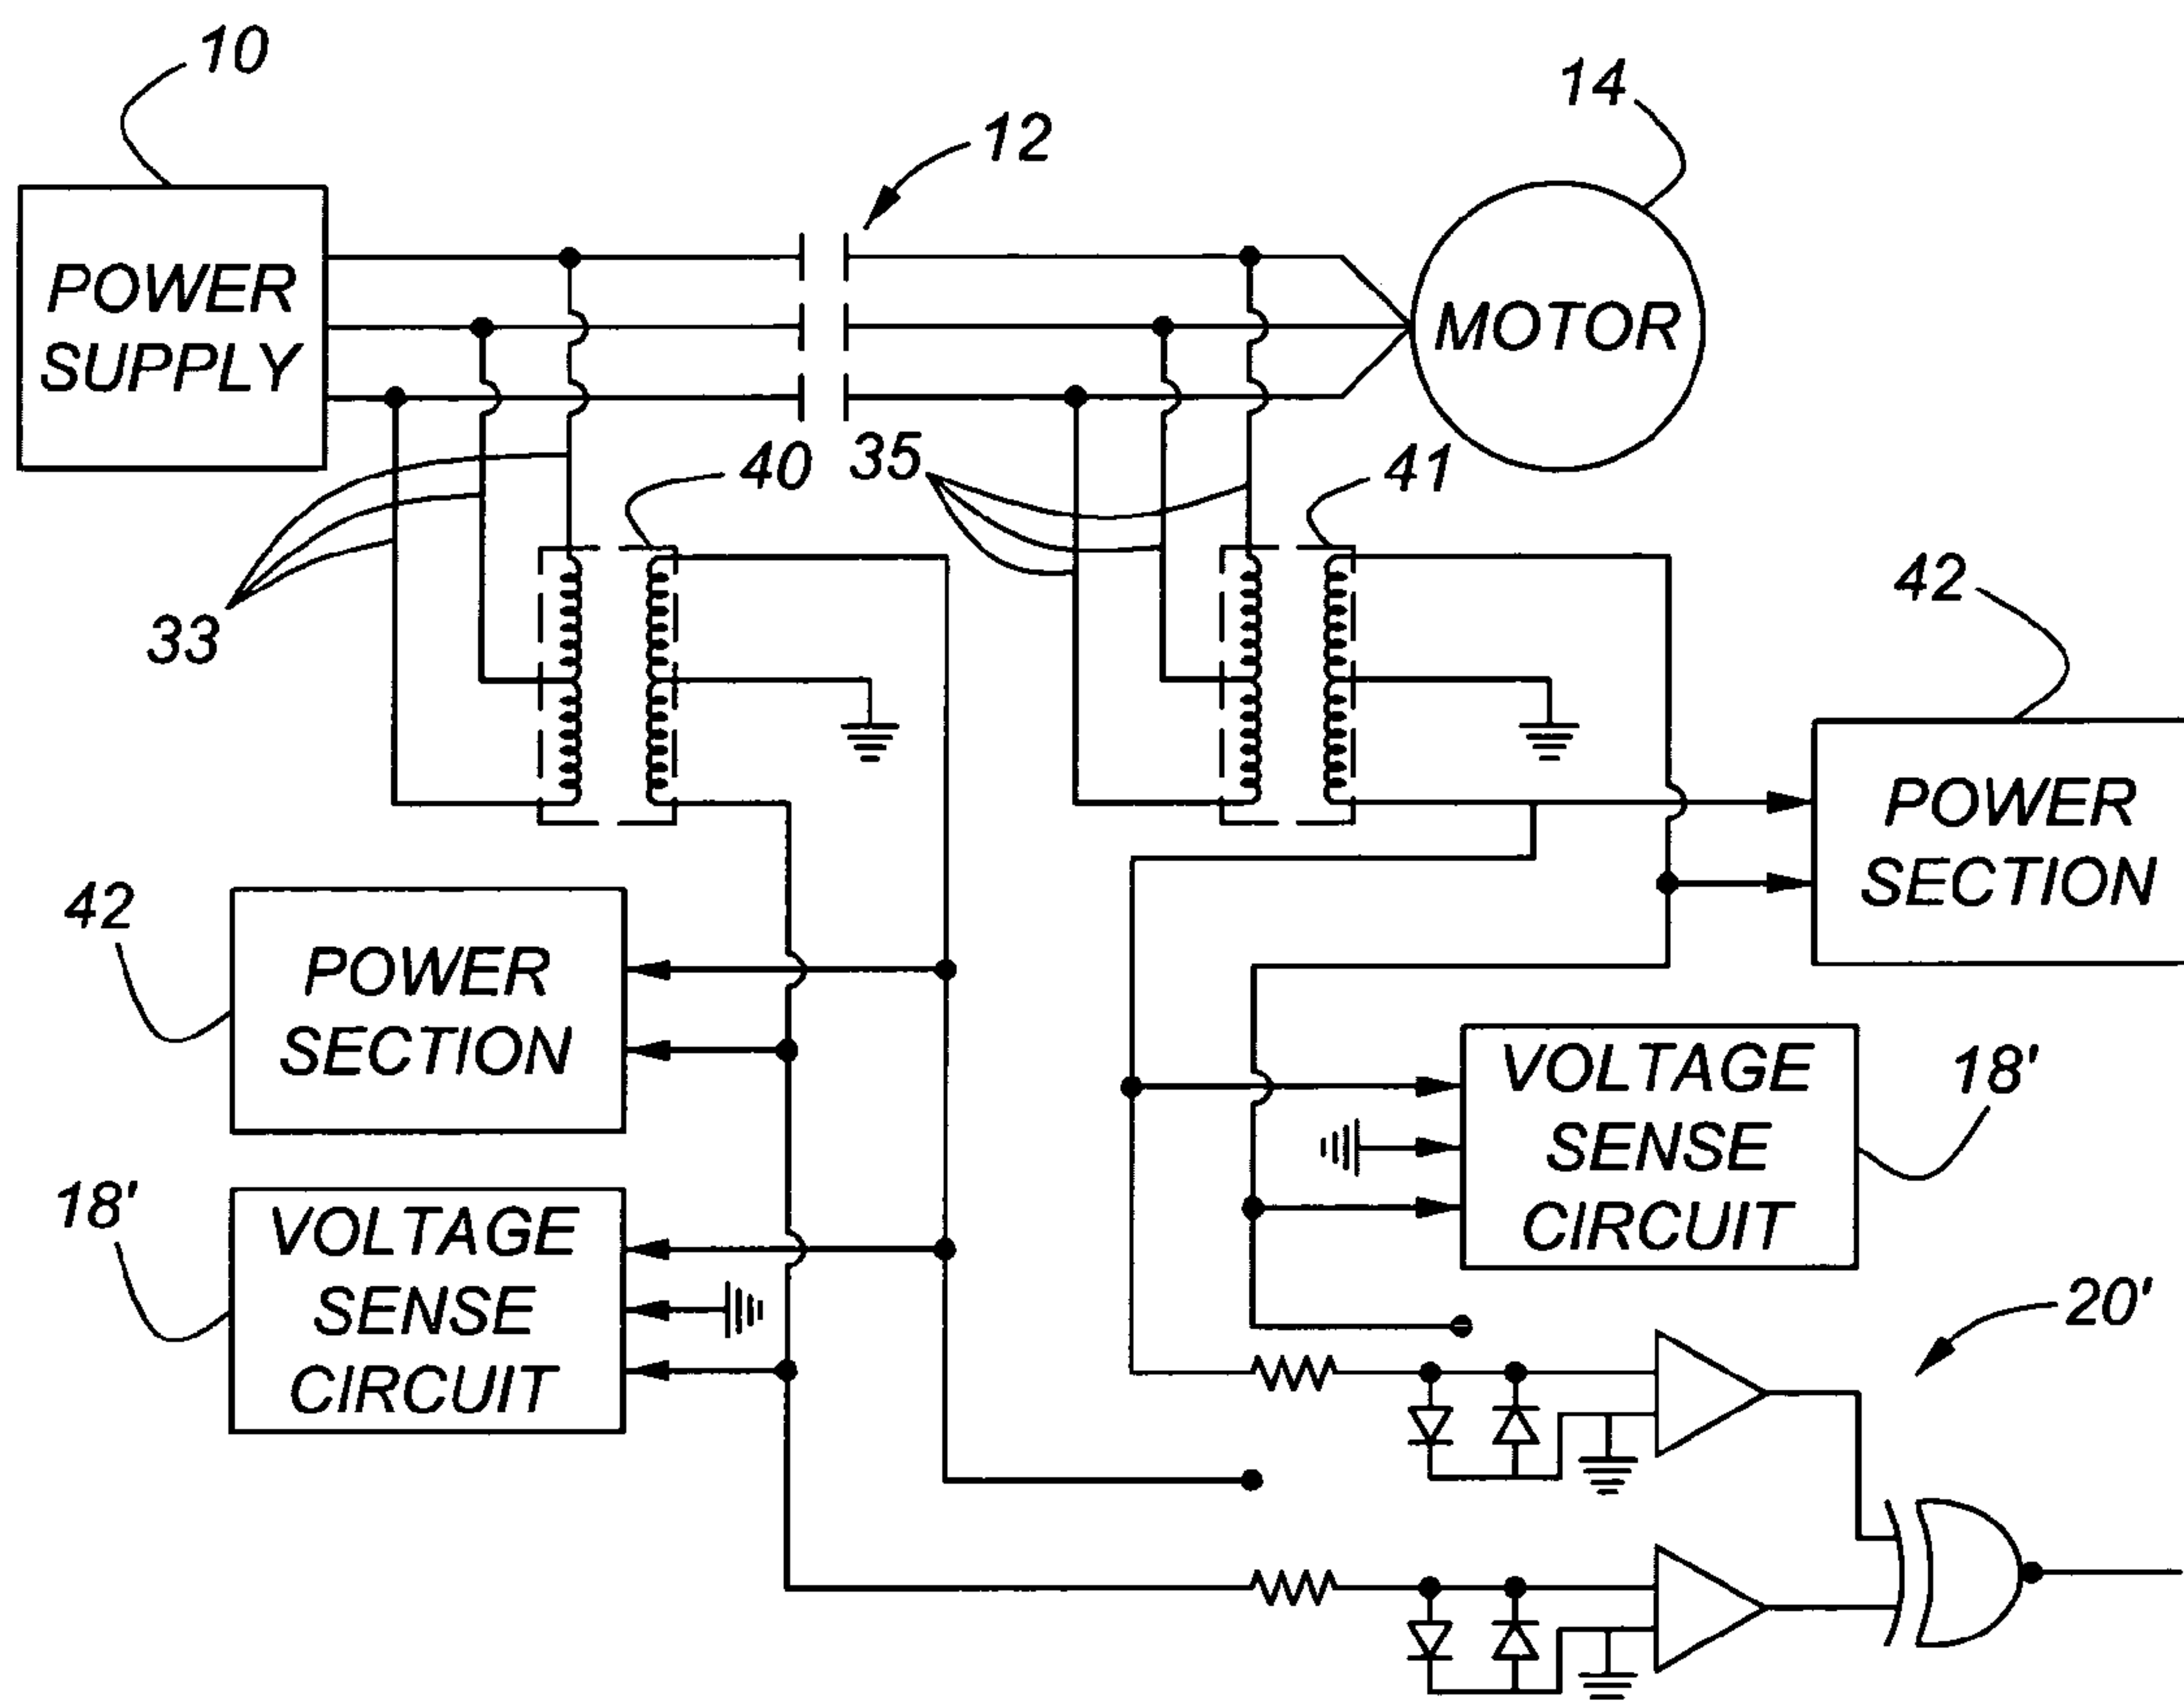 10
14
12
POWER
SUPPLY
MOTOR
40
35
41
33
42
POWER
SECTION
42
POWER
SECTION
VOLTAGE
SENSE
CIRCUIT
18'
18'
VOLTAGE
SENSE
CIRCUIT
20'